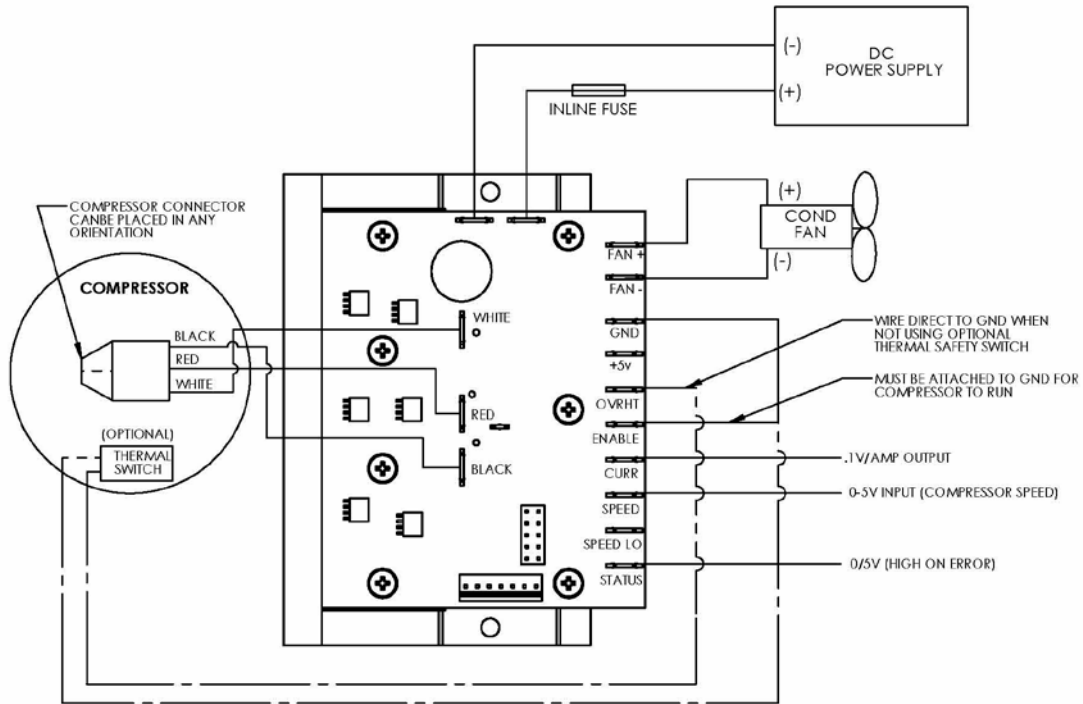 (-)
DC
POWER SUPPLY
(+)
INLINE FUSE
COMPRESSOR CONNECTOR
CANBE PLACED IN ANY
ORIENTATION
COMPRESSOR
BLACK
RED
WHITE
(OPTIONAL)
THERMAL
SWITCH
WHITE
RED
BLACK
FAN +
FAN -
GND
+5v
OVRHT
ENABLE
CURR
SPEED
SPEED LO
STATUS
(+)
COND
FAN
(-)
WIRE DIRECT TO GND WHEN
NOT USING OPTIONAL
THERMAL SAFETY SWITCH
MUST BE ATTACHED TO GND FOR
COMPRESSOR TO RUN
.1V/AMP OUTPUT
0-5V INPUT (COMPRESSOR SPEED)
0/5V (HIGH ON ERROR)